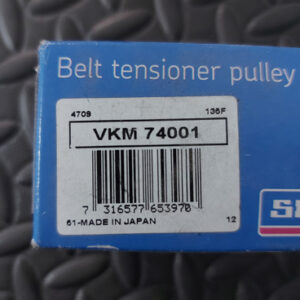 Belt tensioner pulley
4709 136F
VKM 74001
7 316577 653970
61-MADE IN JAPAN 12